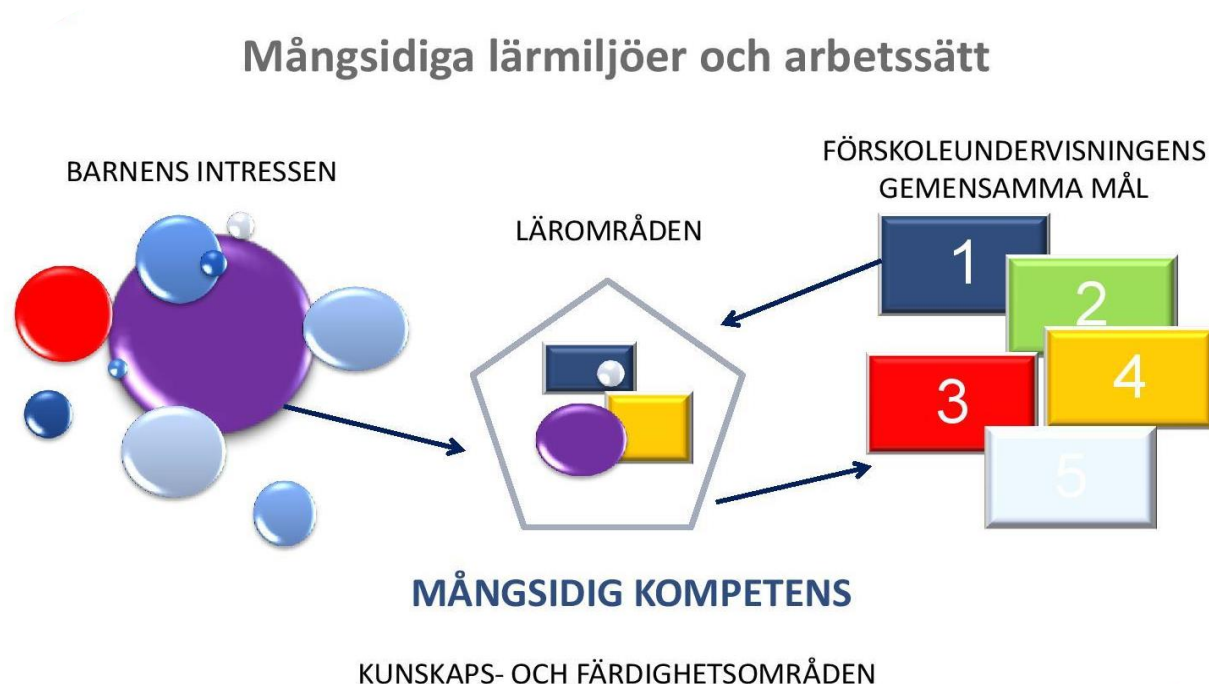 Mångsidiga lärmiljöer och arbetssätt
BARNENS INTRESSEN
LÄROMRÅDEN
FÖRSKOLEUNDERVISNINGENS
GEMENSAMMA MÅL
1
2
3
4
5
MÅNGSIDIG KOMPETENS
KUNSKAPS- OCH FÄRDIGHETSOMRÅDEN